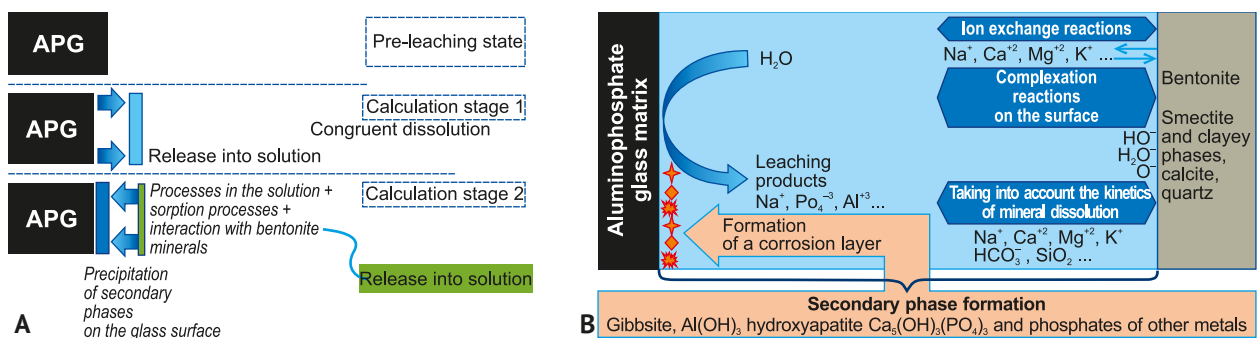 APG
Pre-leaching state
APG
Calculation stage 1
Congruent dissolution
Release into solution
APG
Processes in the solution +
sorption processes +
interaction with bentonite
minerals
Calculation stage 2
Release into solution
Precipitation
of secondary
phases
on the glass surface
A
Aluminophosphate
glass matrix
H₂O
Leaching
products
Na⁺, Po₄⁻³, Al⁺³...
Formation
of a corrosion layer
Ion exchange reactions
Na⁺, Ca⁺², Mg⁺², K⁺ ...
Complexation
reactions
on the surface
HO⁻
H₂O⁻
O⁻
Taking into account the kinetics
of mineral dissolution
Na⁺, Ca⁺², Mg⁺², K⁺
HCO₃⁻, SiO₂ ...
Bentonite
Smectite
and clayey
phases,
calcite,
quartz
Secondary phase formation
Gibbsite, Al(OH)₃ hydroxyapatite Ca₅(OH)₃(PO₄)₃ and phosphates of other metals
B